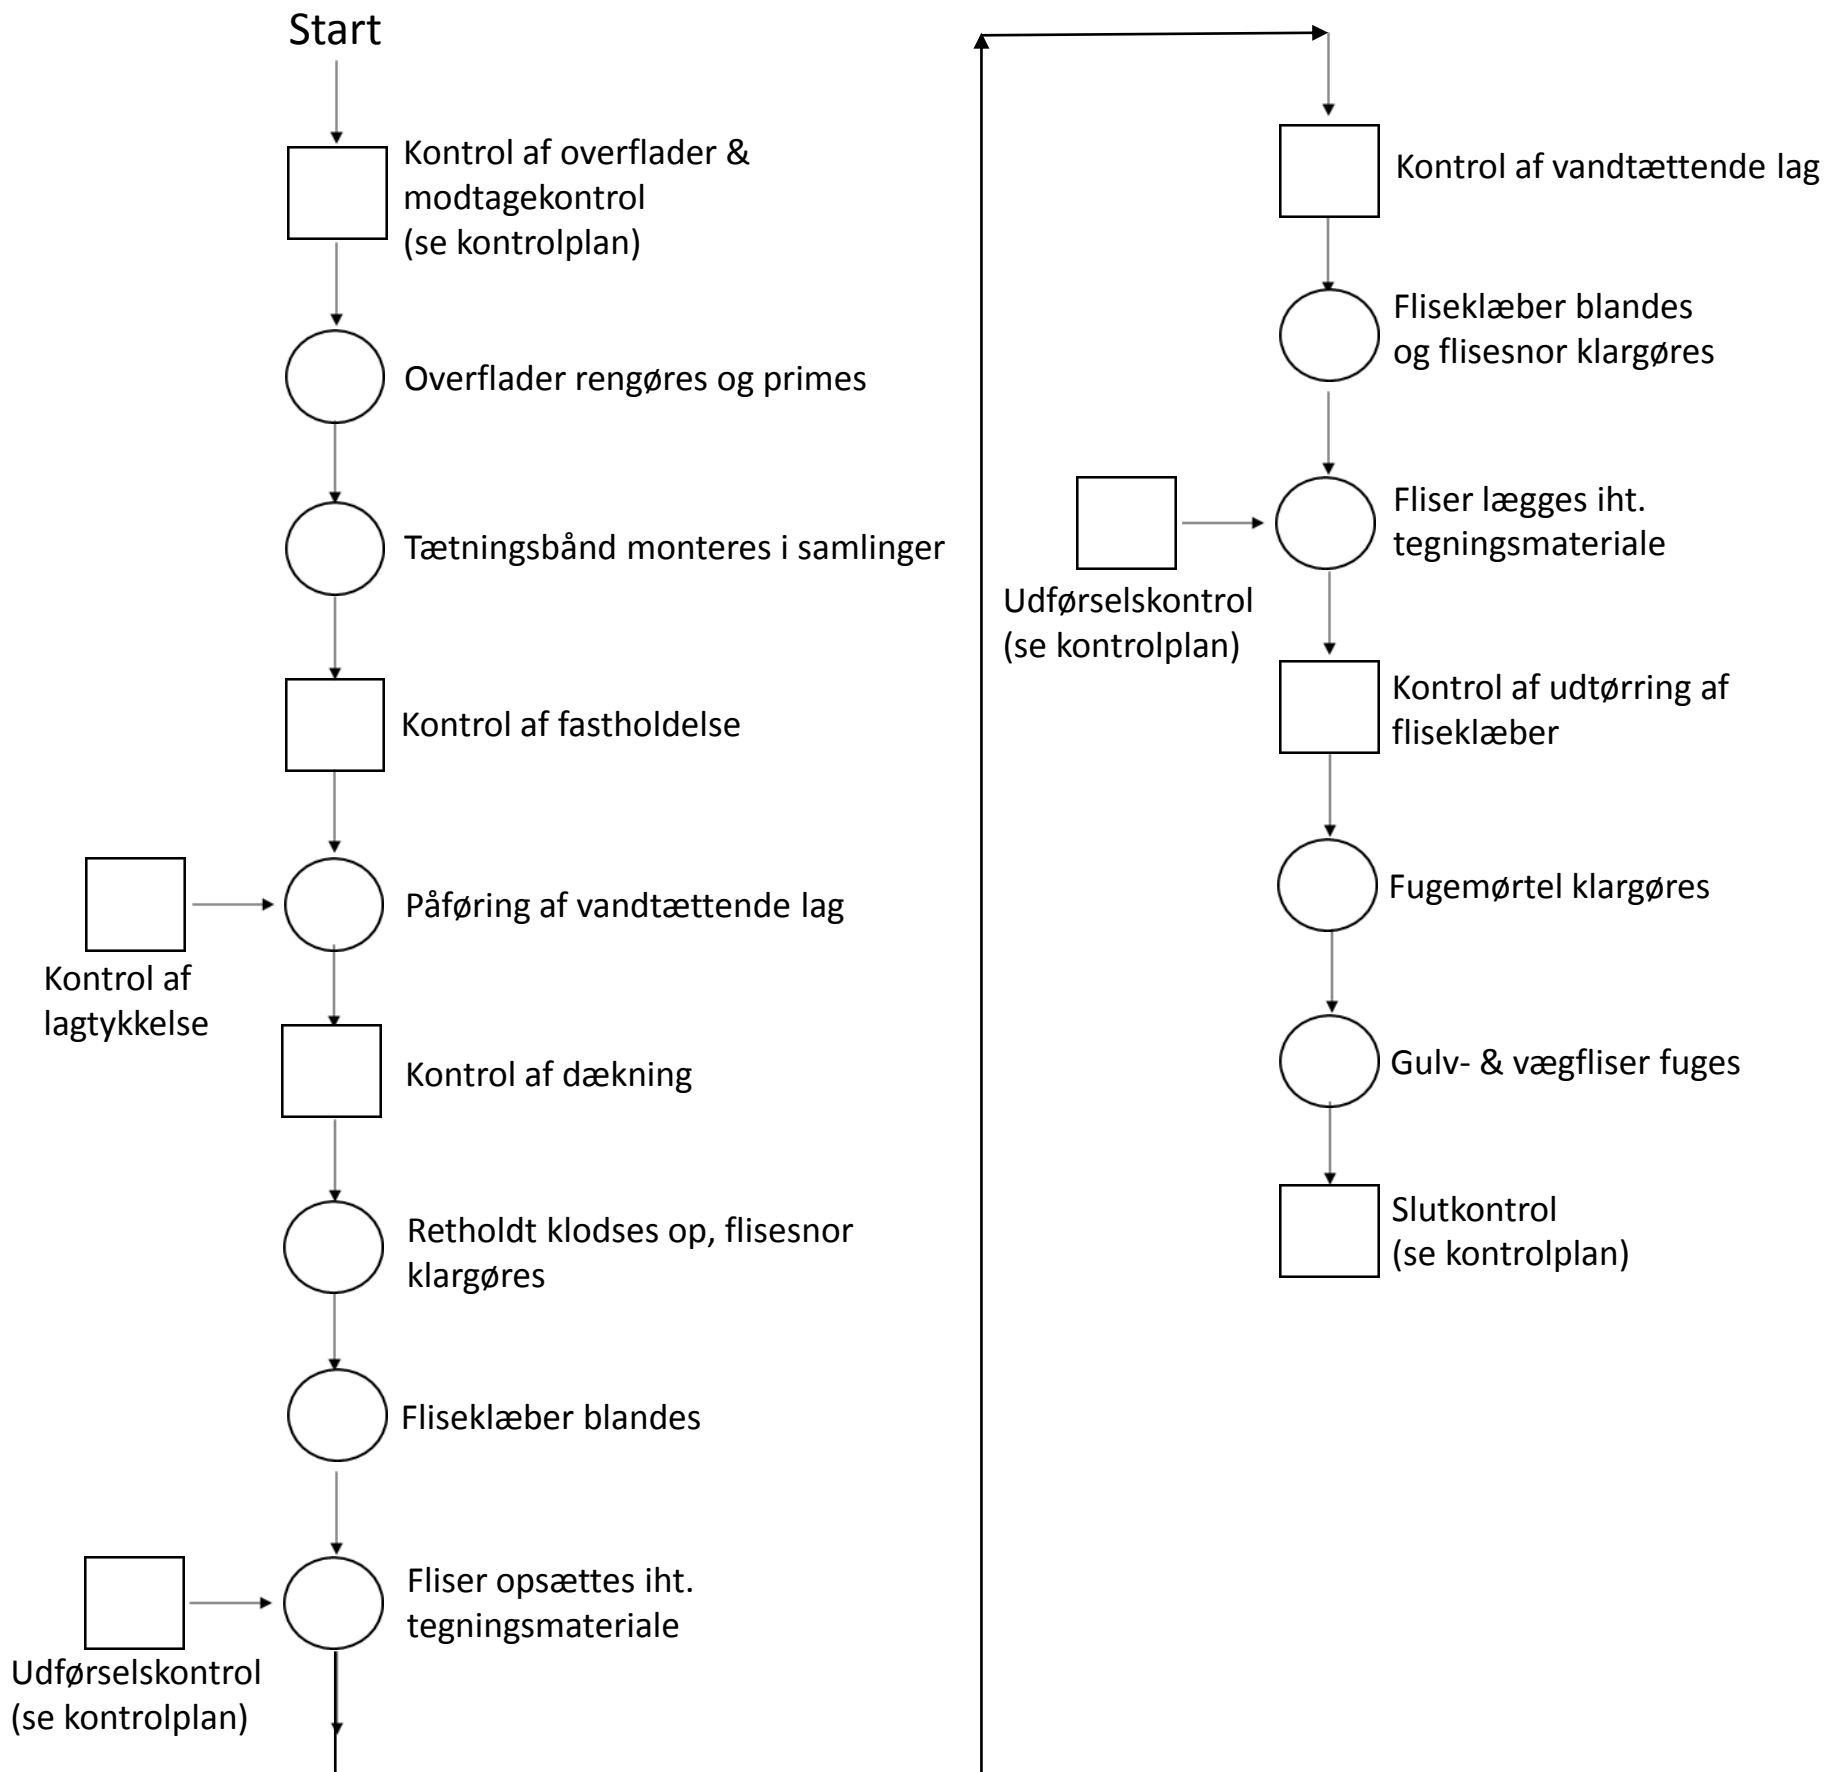 Start
Kontrol af overflader &
modtagekontrol
(se kontrolplan)
Overflader rengøres og primes
Tætningsbånd monteres i samlinger
Kontrol af fastholdelse
Påføring af vandtættende lag
Kontrol af
lagtykkelse
Kontrol af dækning
Retholdt klodses op, flisesnor
klargøres
Fliseklæber blandes
Fliser opsættes iht.
tegningsmateriale
Udførselskontrol
(se kontrolplan)
Kontrol af vandtættende lag
Fliseklæber blandes
og flisesnor klargøres
Fliser lægges iht.
tegningsmateriale
Udførselskontrol
(se kontrolplan)
Kontrol af udtørring af
fliseklæber
Fugemørtel klargøres
Gulv- & vægfliser fuges
Slutkontrol
(se kontrolplan)